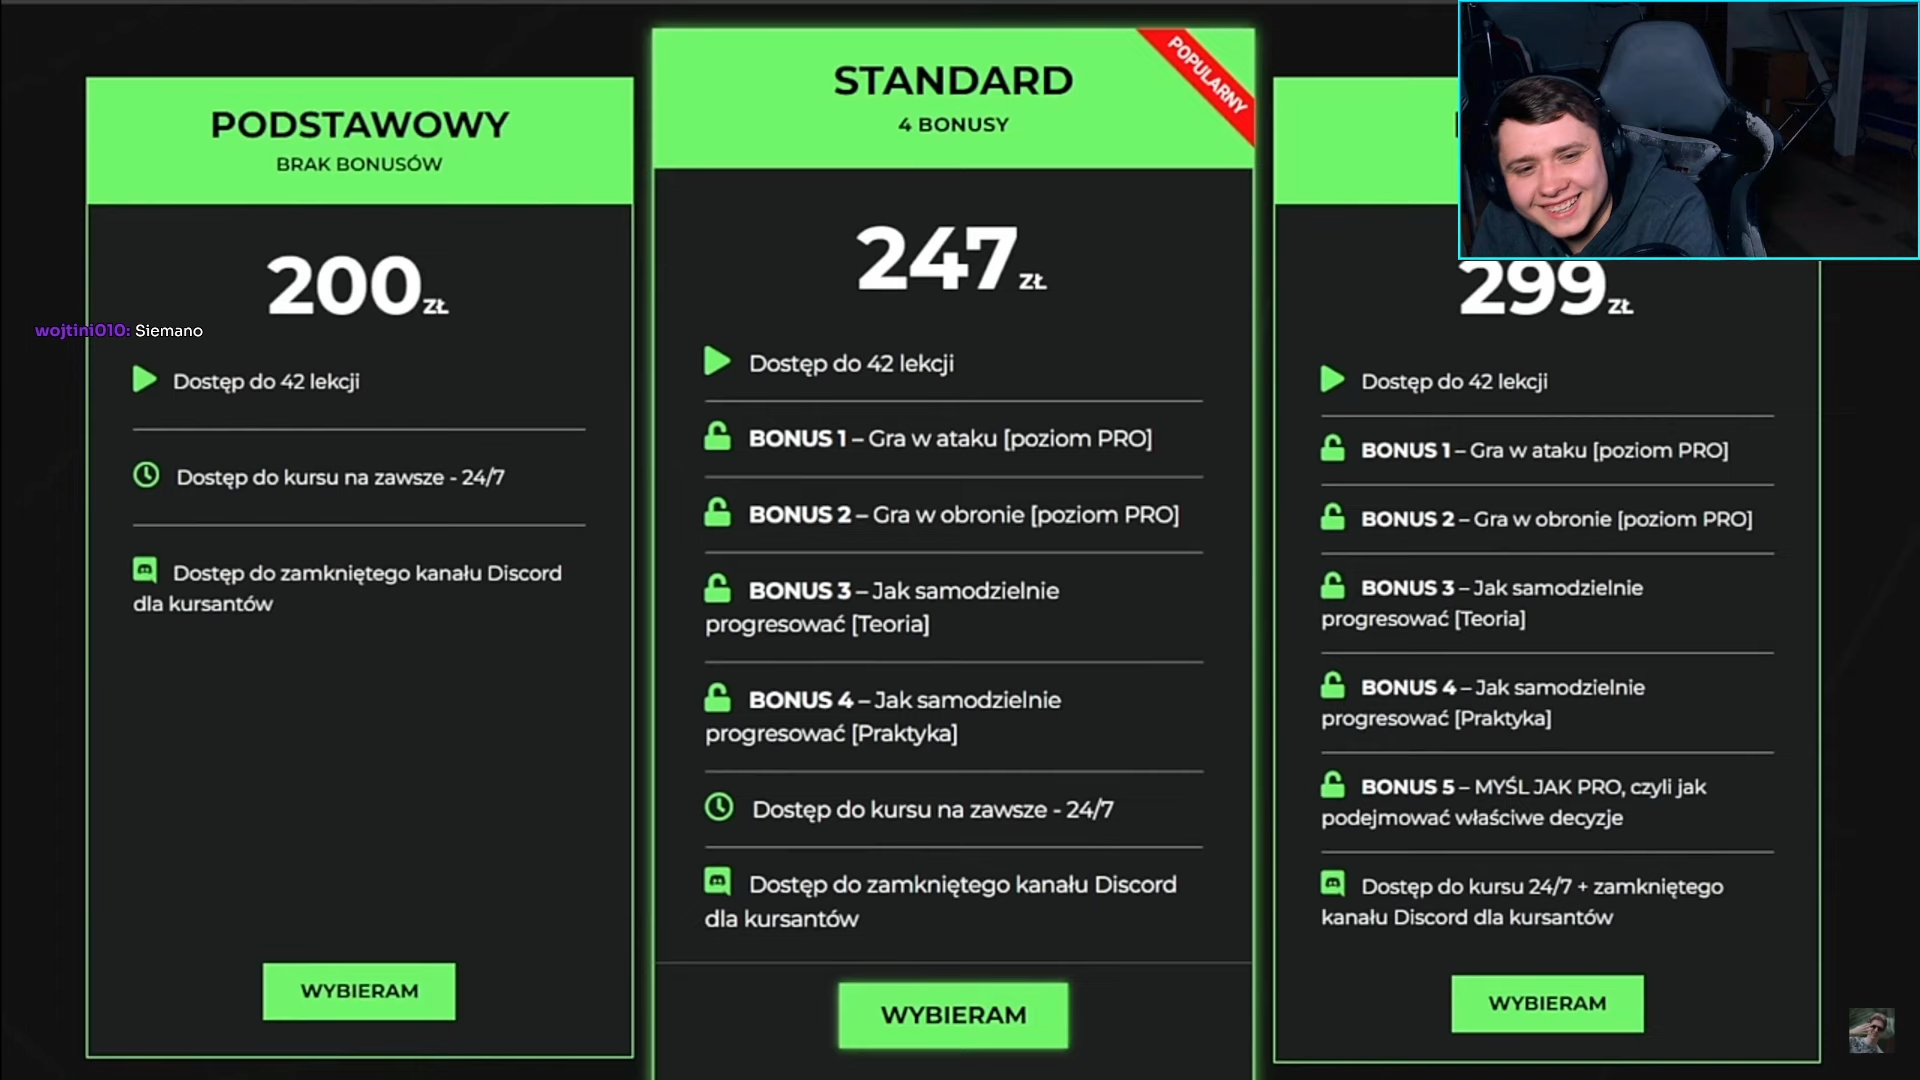 PODSTAWOWY
BRAK BONUSÓW
200 ZŁ
wojtini010: Siemano
Dostęp do 42 lekcji
Dostęp do kursu na zawsze - 24/7
Dostęp do zamkniętego kanału Discord
dla kursantów
WYBIERAM
STANDARD
POPULARNY
4 BONUSY
247 ZŁ
Dostęp do 42 lekcji
BONUS 1 – Gra w ataku [poziom PRO]
BONUS 2 – Gra w obronie [poziom PRO]
BONUS 3 – Jak samodzielnie
progresować [Teoria]
BONUS 4 – Jak samodzielnie
progresować [Praktyka]
Dostęp do kursu na zawsze - 24/7
Dostęp do zamkniętego kanału Discord
dla kursantów
WYBIERAM
299 ZŁ
Dostęp do 42 lekcji
BONUS 1 – Gra w ataku [poziom PRO]
BONUS 2 – Gra w obronie [poziom PRO]
BONUS 3 – Jak samodzielnie
progresować [Teoria]
BONUS 4 – Jak samodzielnie
progresować [Praktyka]
BONUS 5 – MYŚL JAK PRO, czyli jak
podejmować właściwe decyzje
Dostęp do kursu 24/7 + zamkniętego
kanału Discord dla kursantów
WYBIERAM